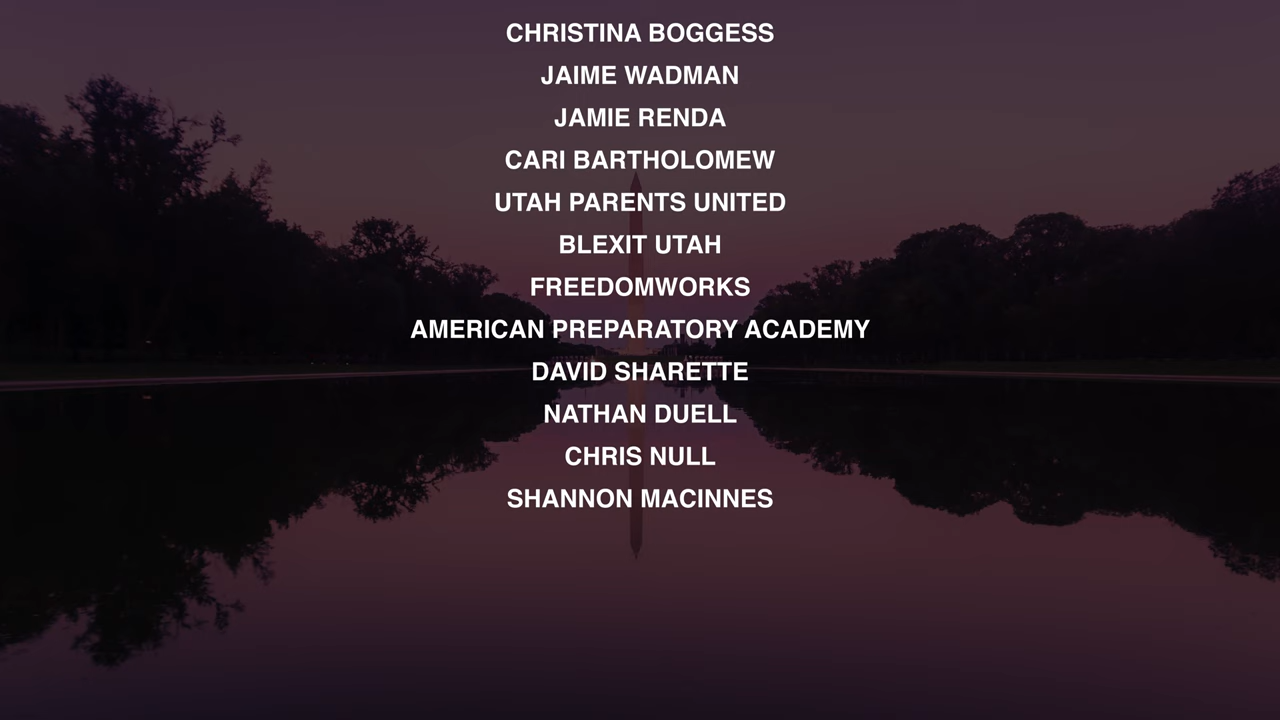 CHRISTINA BOGGESS
JAIME WADMAN
JAMIE RENDA
CARI BARTHOLOMEW
UTAH PARENTS UNITED
BLEXIT UTAH
FREEDOMWORKS
AMERICAN PREPARATORY ACADEMY
DAVID SHARETTE
NATHAN DUELL
CHRIS NULL
SHANNON MACINNES